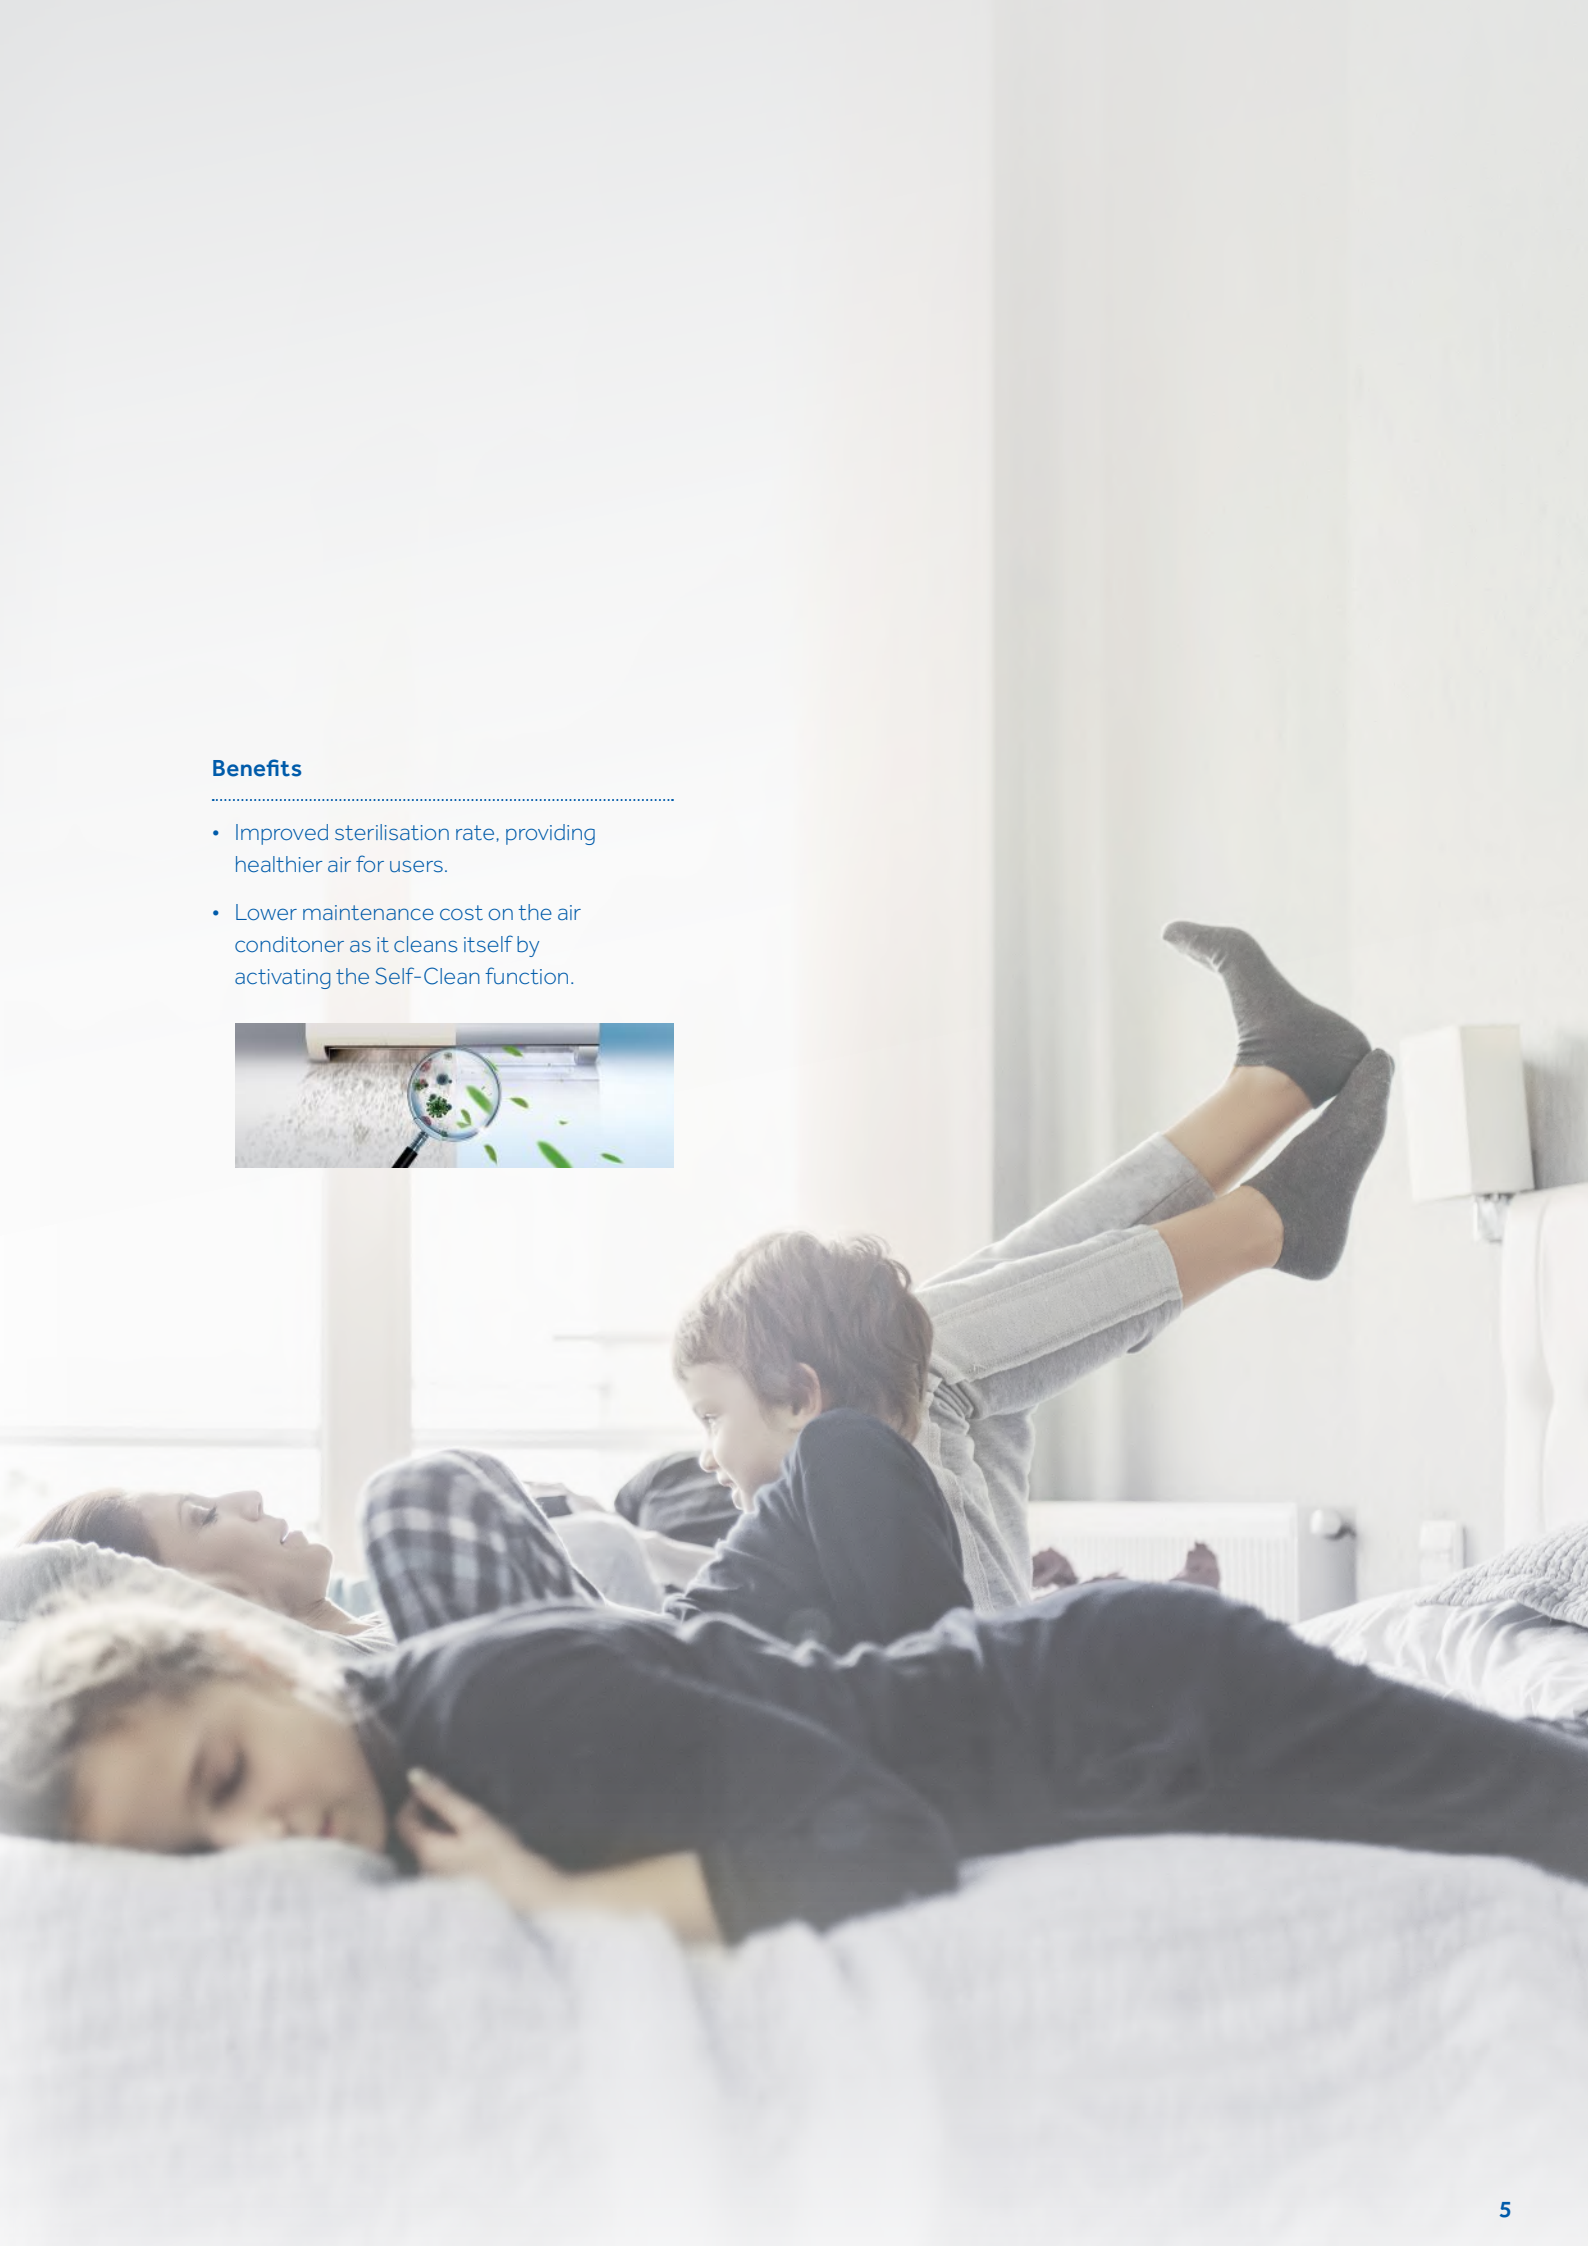 Benefits
• Improved sterilisation rate, providing
healthier air for users.
• Lower maintenance cost on the air
conditoner as it cleans itself by
activating the Self-Clean function.
5